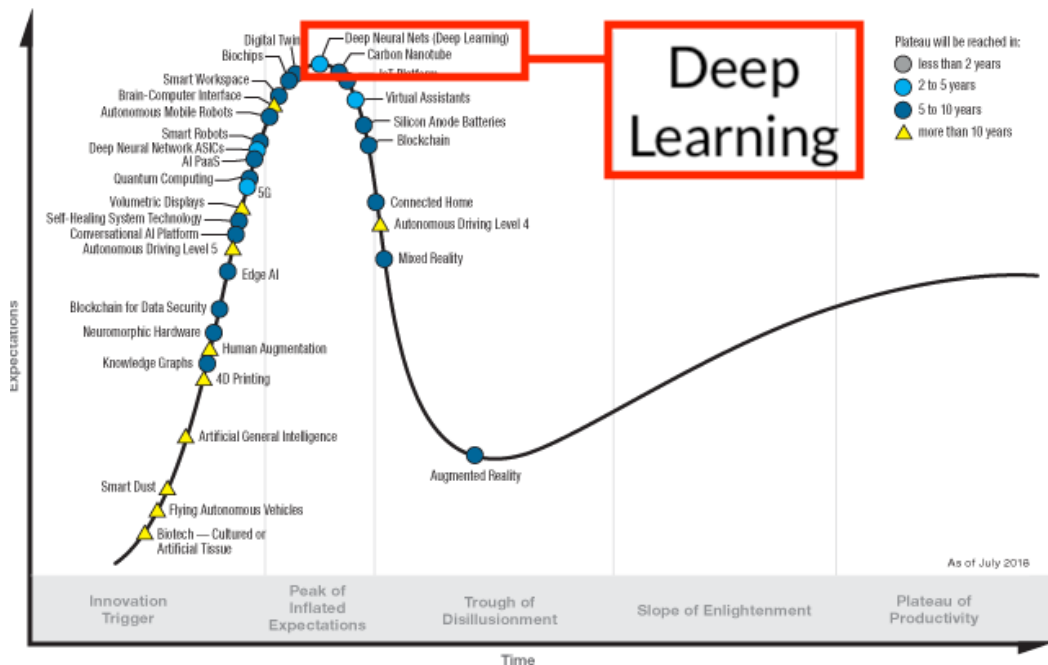 Deep Neural Nets (Deep Learning)
Digital Twin
Carbon Nanotube
Biochips
IoT Platform
Smart Workspace
Virtual Assistants
Brain-Computer Interface
Autonomous Mobile Robots
Silicon Anode Batteries
Smart Robots
Blockchain
Deep Neural Network ASICs
AI PaaS
Quantum Computing
5G
Volumetric Displays
Connected Home
Self-Healing System Technology
Autonomous Driving Level 4
Conversational AI Platform
Autonomous Driving Level 5
Mixed Reality
Edge AI
Blockchain for Data Security
Neuromorphic Hardware
Human Augmentation
Knowledge Graphs
4D Printing
Artificial General Intelligence
Augmented Reality
Smart Dust
Flying Autonomous Vehicles
Biotech — Cultured or
Artificial Tissue
Deep
Learning
Plateau will be reached in:
less than 2 years
2 to 5 years
5 to 10 years
more than 10 years
As of July 2018
Expectations
Innovation
Trigger
Peak of
Inflated
Expectations
Trough of
Disillusionment
Slope of Enlightenment
Plateau of
Productivity
Time